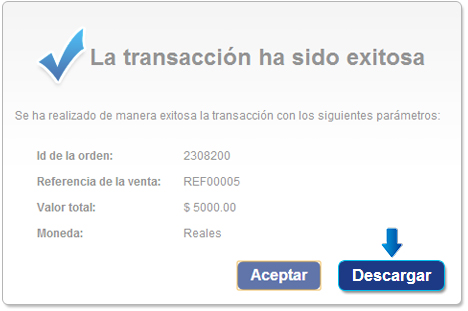 La transacción ha sido exitosa
Se ha realizado de manera exitosa la transacción con los siguientes parámetros:
Id de la orden: 2308200
Referencia de la venta: REF00005
Valor total: $ 5000.00
Moneda: Reales
Aceptar Descargar